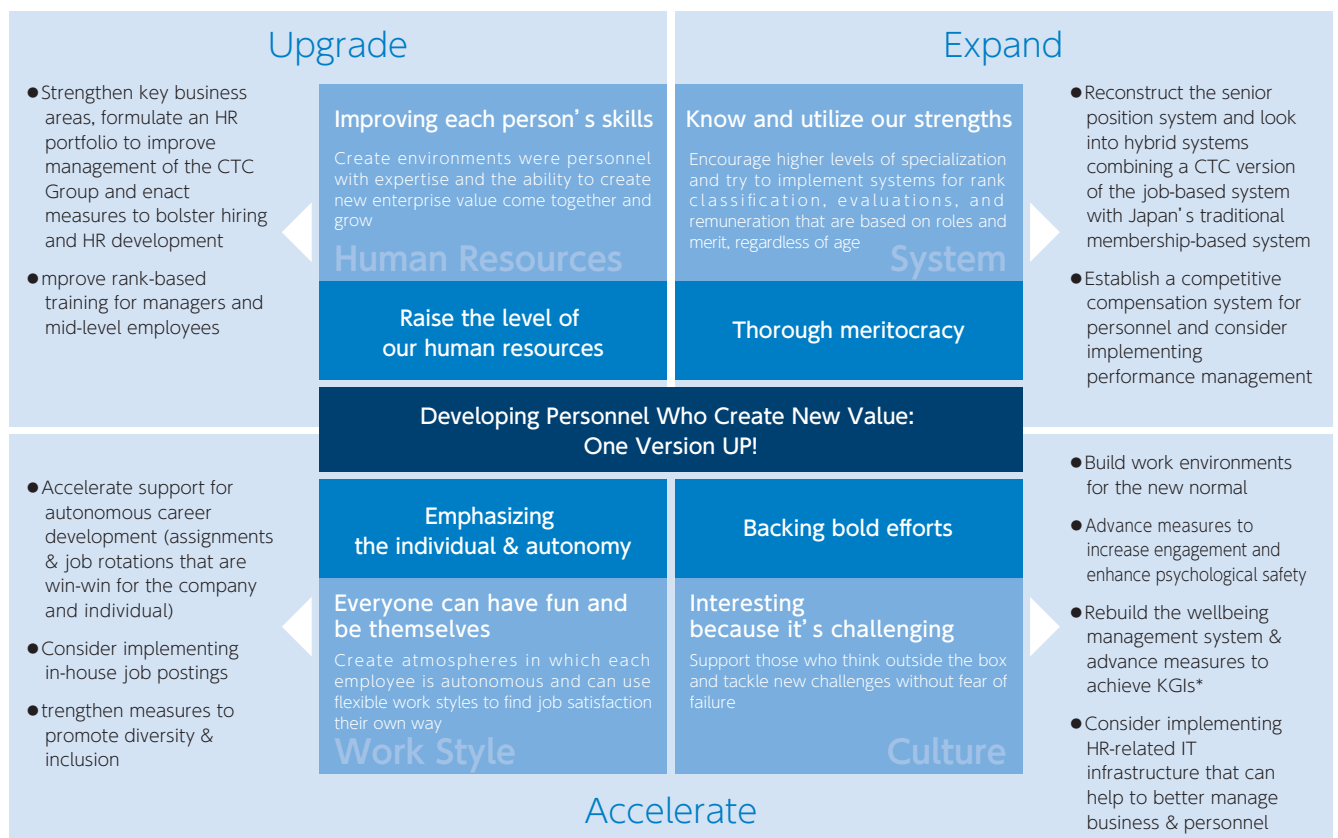 Upgrade
●Strengthen key business
areas, formulate an HR
portfolio to improve
management of the CTC
Group and enact
measures to bolster hiring
and HR development
●mprove rank-based
training for managers and
mid-level employees
Improving each person's skills
Create environments were personnel
with expertise and the ability to create
new enterprise value come together and
grow
Human Resources
Raise the level of
our human resources
Expand
Know and utilize our strengths
Encourage higher levels of specialization
and try to implement systems for rank
classification, evaluations, and
remuneration that are based on roles and
merit, regardless of age
System
Thorough meritocracy
●Reconstruct the senior
position system and look
into hybrid systems
combining a CTC version
of the job-based system
with Japan's traditional
membership-based system
●Establish a competitive
compensation system for
personnel and consider
implementing
performance management
Developing Personnel Who Create New Value:
One Version UP!
●Accelerate support for
autonomous career
development (assignments
& job rotations that are
win-win for the company
and individual)
●Consider implementing
in-house job postings
●trengthen measures to
promote diversity &
inclusion
Emphasizing
the individual & autonomy
Everyone can have fun and
be themselves
Create atmospheres in which each
employee is autonomous and can use
flexible work styles to find job satisfaction
their own way
Work Style
Backing bold efforts
Interesting
because it's challenging
Support those who think outside the box
and tackle new challenges without fear of
failure
Culture
●Build work environments
for the new normal
●Advance measures to
increase engagement and
enhance psychological safety
●Rebuild the wellbeing
management system &
advance measures to
achieve KGIs*
●Consider implementing
HR-related IT
infrastructure that can
help to better manage
business & personnel
Accelerate